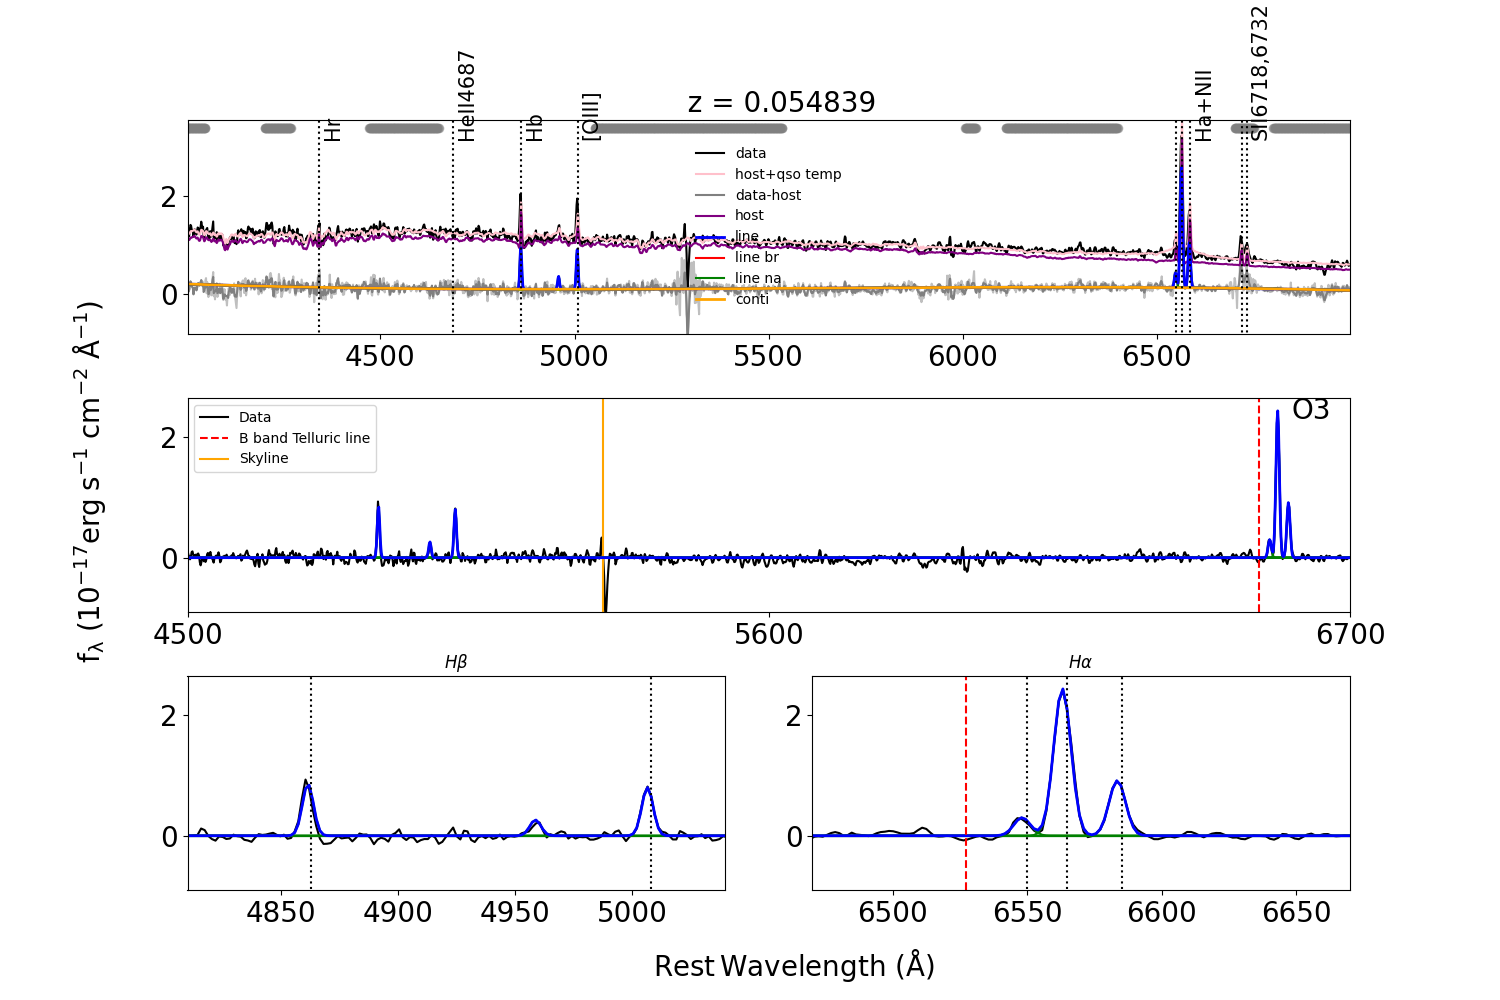 Hr
HeII4687
Hb
[OIII]
Ha+NII
SII6718,6732
z = 0.054839
data
host+qso temp
data-host
host
line
line br
line na
conti
2
0
4500
5000
5500
6000
6500
Data
B band Telluric line
Skyline
O3
2
0
4500
5600
6700
fλ (10⁻¹⁷erg s⁻¹ cm⁻² Å⁻¹)
Hβ
2
0
4850
4900
4950
5000
Hα
2
0
6500
6550
6600
6650
Rest Wavelength (Å)